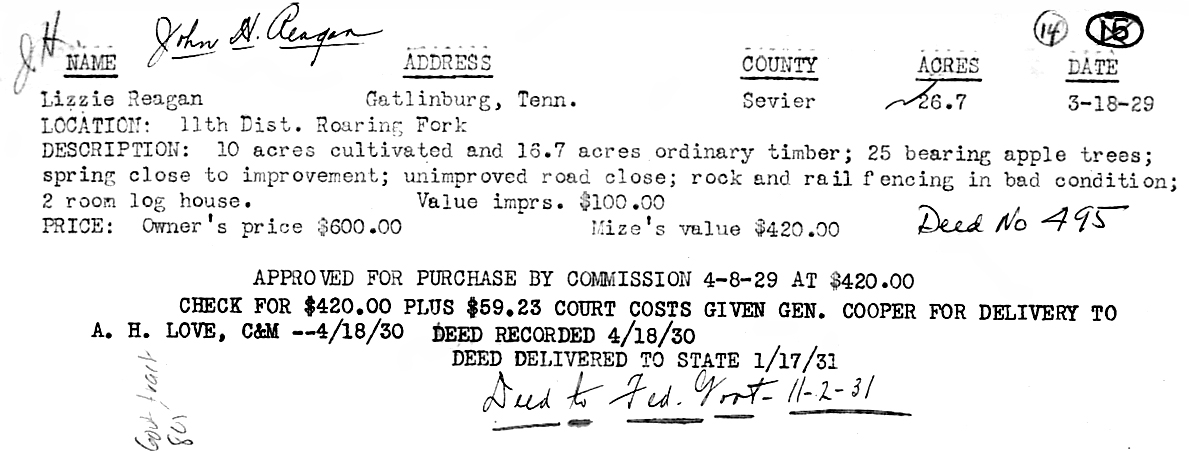 JH John H. Reagan 14 15
NAME ADDRESS COUNTY ACRES DATE
Lizzie Reagan Gatlinburg, Tenn. Sevier 26.7 3-18-29
LOCATION: 11th Dist. Roaring Fork
DESCRIPTION: 10 acres cultivated and 16.7 acres ordinary timber; 25 bearing apple trees;
spring close to improvement; unimproved road close; rock and rail fencing in bad condition;
2 room log house. Value imprs. $100.00
PRICE: Owner's price $600.00 Mize's value $420.00 Deed No 495
APPROVED FOR PURCHASE BY COMMISSION 4-8-29 AT $420.00
CHECK FOR $420.00 PLUS $59.23 COURT COSTS GIVEN GEN. COOPER FOR DELIVERY TO
A. H. LOVE, C&M --4/18/30 DEED RECORDED 4/18/30
DEED DELIVERED TO STATE 1/17/31
Deed to Fed. Govt- 11-2-31
Govt tract
801